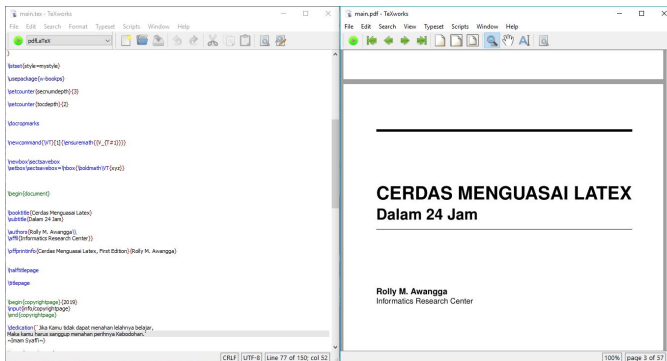 main.tex - TeXworks
File Edit Search Format Typeset Scripts Window Help
pdfLaTeX
}
\lstset{style=mystyle}
\usepackage{w-bookps}
\setcounter{secnumdepth}{3}
\setcounter{tocdepth}{2}
\docropmarks
\newcommand{\VT}[1]{\ensuremath{{V_{T#1}}}}
\newbox\sectsavebox
\setbox\sectsavebox=\hbox{\boldmath\VT{xyz}}
\begin{document}
\booktitle{Cerdas Menguasai Latex}
\subtitle{Dalam 24 Jam}
\authors{Rolly M. Awangga\\
\affil{Informatics Research Center}}
\offprintinfo{Cerdas Menguasai Latex, First Edition}{Rolly M. Awangga}
\halftitlepage
\titlepage
\begin{copyrightpage}{2019}
\input{info/copyrightpage}
\end{copyrightpage}
\dedication{``Jika Kamu tidak dapat menahan lelahnya belajar,
Maka kamu harus sanggup menahan perihnya Kebodohan."
~Imam Syafi'i~}
CRLF UTF-8 Line 77 of 150; col 52
main.pdf - TeXworks
File Edit Search View Typeset Scripts Window Help
CERDAS MENGUASAI LATEX
Dalam 24 Jam
Rolly M. Awangga
Informatics Research Center
100% page 3 of 57